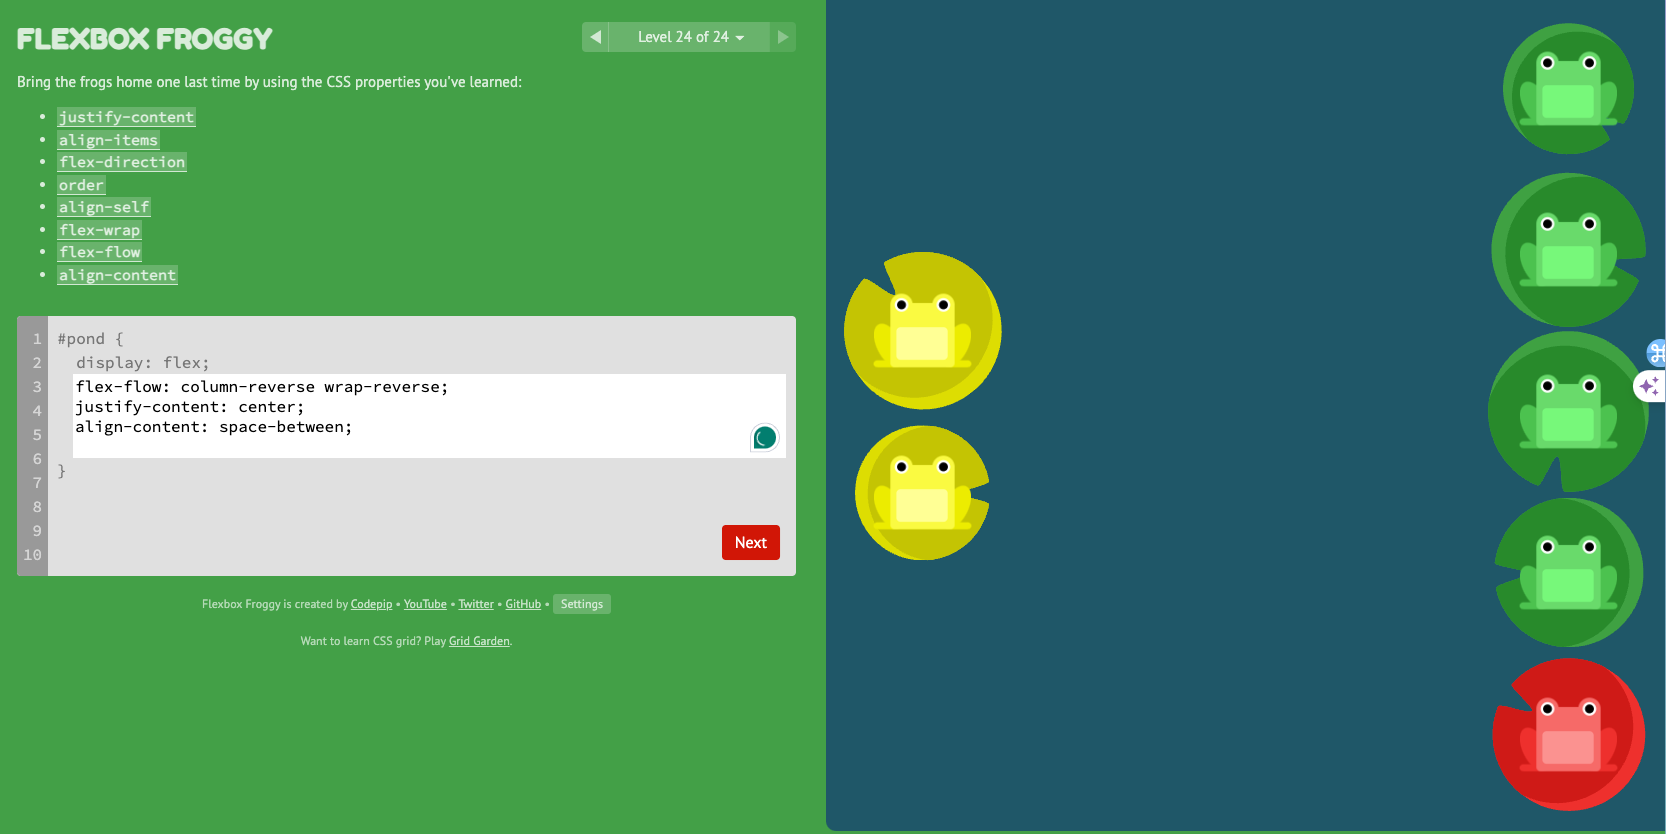 FLEXBOX FROGGY
Level 24 of 24
Bring the frogs home one last time by using the CSS properties you've learned:
• justify-content
• align-items
• flex-direction
• order
• align-self
• flex-wrap
• flex-flow
• align-content
1 #pond {
2 display: flex;
3 flex-flow: column-reverse wrap-reverse;
4 justify-content: center;
5 align-content: space-between;
6 }
7
8
9
10
Next
Flexbox Froggy is created by Codepip • YouTube • Twitter • GitHub • Settings
Want to learn CSS grid? Play Grid Garden.